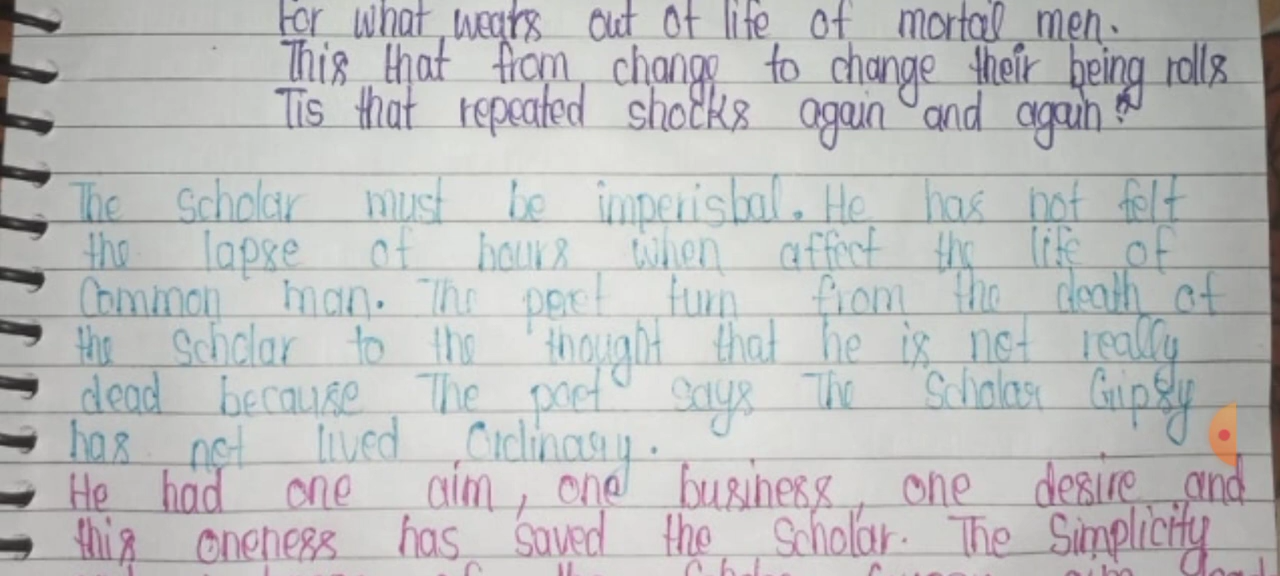 For what wears out of life of mortal men.
This that from change to change their being rolls
Tis that repeated shocks again and again"
The scholar must be imperisbal. He has not felt
the lapse of hours when affect the life of
Common man. The poet turn from the death of
the scholar to the thought that he is not really
dead because The poet says The Scholar Gipsy
has not lived Ordinary.
He had one aim, one business, one desire and
this oneness has saved the Scholar. The Simplicity